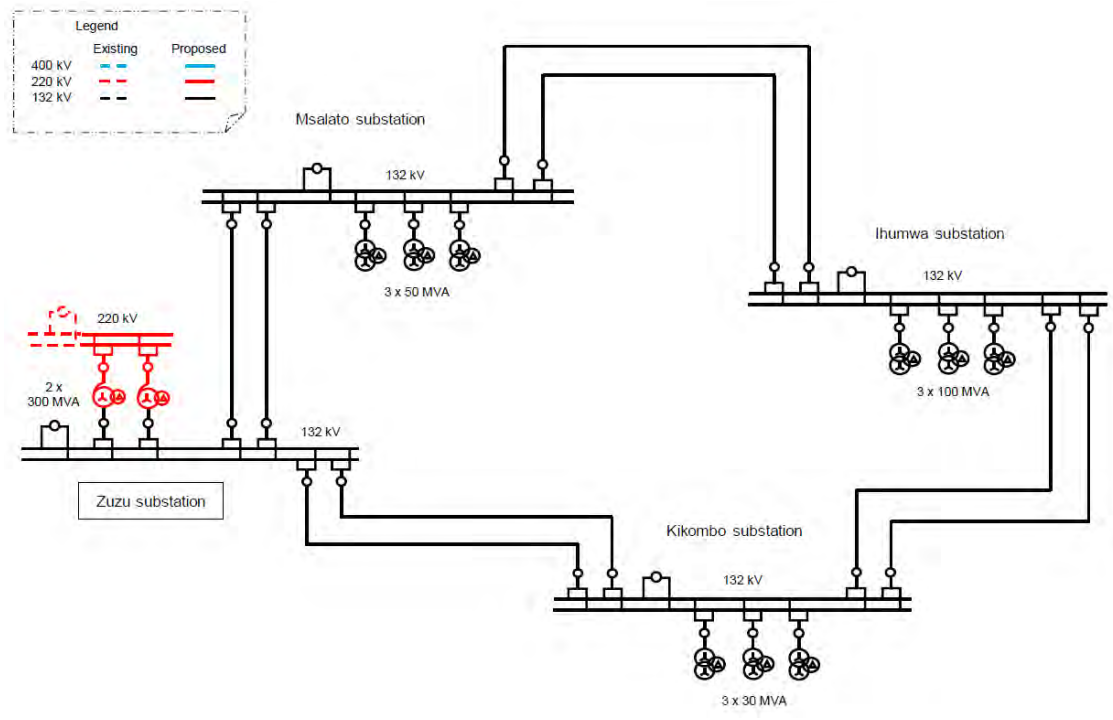 Legend
Existing Proposed
400 kV
220 kV
132 kV
Msalato substation
132 kV
3 x 50 MVA
Ihumwa substation
132 kV
3 x 100 MVA
220 kV
2 x
300 MVA
132 kV
Zuzu substation
Kikombo substation
132 kV
3 x 30 MVA